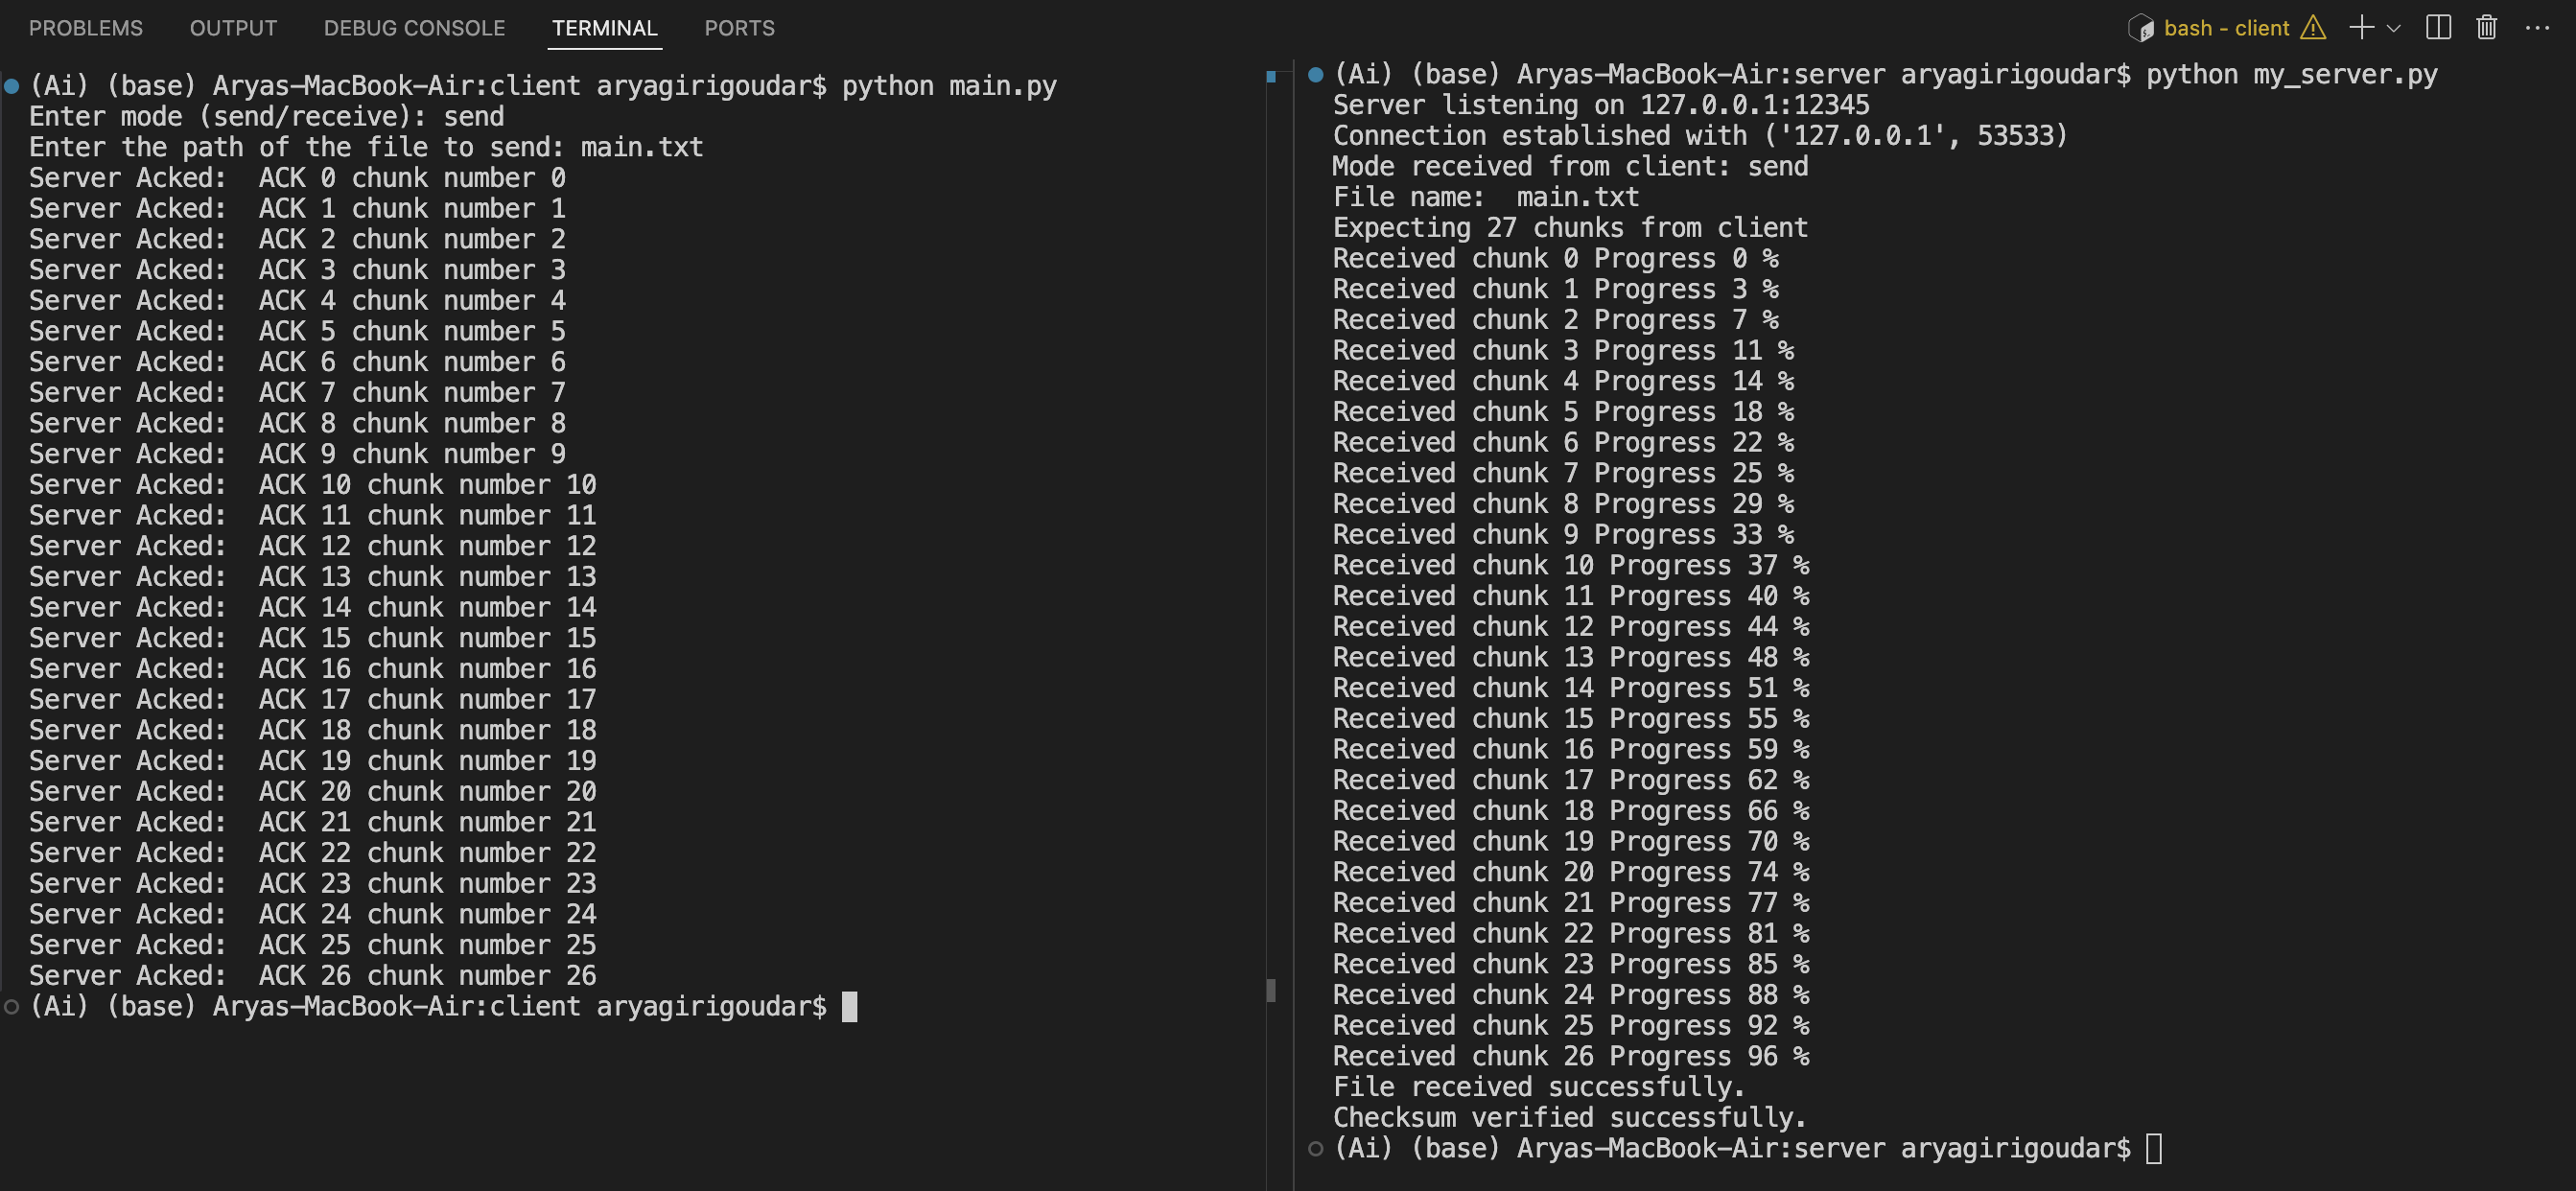 PROBLEMS OUTPUT DEBUG CONSOLE TERMINAL PORTS
bash - client
(Ai) (base) Aryas-MacBook-Air:client aryagirigoudar$ python main.py
Enter mode (send/receive): send
Enter the path of the file to send: main.txt
Server Acked:  ACK 0 chunk number 0
Server Acked:  ACK 1 chunk number 1
Server Acked:  ACK 2 chunk number 2
Server Acked:  ACK 3 chunk number 3
Server Acked:  ACK 4 chunk number 4
Server Acked:  ACK 5 chunk number 5
Server Acked:  ACK 6 chunk number 6
Server Acked:  ACK 7 chunk number 7
Server Acked:  ACK 8 chunk number 8
Server Acked:  ACK 9 chunk number 9
Server Acked:  ACK 10 chunk number 10
Server Acked:  ACK 11 chunk number 11
Server Acked:  ACK 12 chunk number 12
Server Acked:  ACK 13 chunk number 13
Server Acked:  ACK 14 chunk number 14
Server Acked:  ACK 15 chunk number 15
Server Acked:  ACK 16 chunk number 16
Server Acked:  ACK 17 chunk number 17
Server Acked:  ACK 18 chunk number 18
Server Acked:  ACK 19 chunk number 19
Server Acked:  ACK 20 chunk number 20
Server Acked:  ACK 21 chunk number 21
Server Acked:  ACK 22 chunk number 22
Server Acked:  ACK 23 chunk number 23
Server Acked:  ACK 24 chunk number 24
Server Acked:  ACK 25 chunk number 25
Server Acked:  ACK 26 chunk number 26
(Ai) (base) Aryas-MacBook-Air:client aryagirigoudar$
(Ai) (base) Aryas-MacBook-Air:server aryagirigoudar$ python my_server.py
Server listening on 127.0.0.1:12345
Connection established with ('127.0.0.1', 53533)
Mode received from client: send
File name:  main.txt
Expecting 27 chunks from client
Received chunk 0 Progress 0 %
Received chunk 1 Progress 3 %
Received chunk 2 Progress 7 %
Received chunk 3 Progress 11 %
Received chunk 4 Progress 14 %
Received chunk 5 Progress 18 %
Received chunk 6 Progress 22 %
Received chunk 7 Progress 25 %
Received chunk 8 Progress 29 %
Received chunk 9 Progress 33 %
Received chunk 10 Progress 37 %
Received chunk 11 Progress 40 %
Received chunk 12 Progress 44 %
Received chunk 13 Progress 48 %
Received chunk 14 Progress 51 %
Received chunk 15 Progress 55 %
Received chunk 16 Progress 59 %
Received chunk 17 Progress 62 %
Received chunk 18 Progress 66 %
Received chunk 19 Progress 70 %
Received chunk 20 Progress 74 %
Received chunk 21 Progress 77 %
Received chunk 22 Progress 81 %
Received chunk 23 Progress 85 %
Received chunk 24 Progress 88 %
Received chunk 25 Progress 92 %
Received chunk 26 Progress 96 %
File received successfully.
Checksum verified successfully.
(Ai) (base) Aryas-MacBook-Air:server aryagirigoudar$